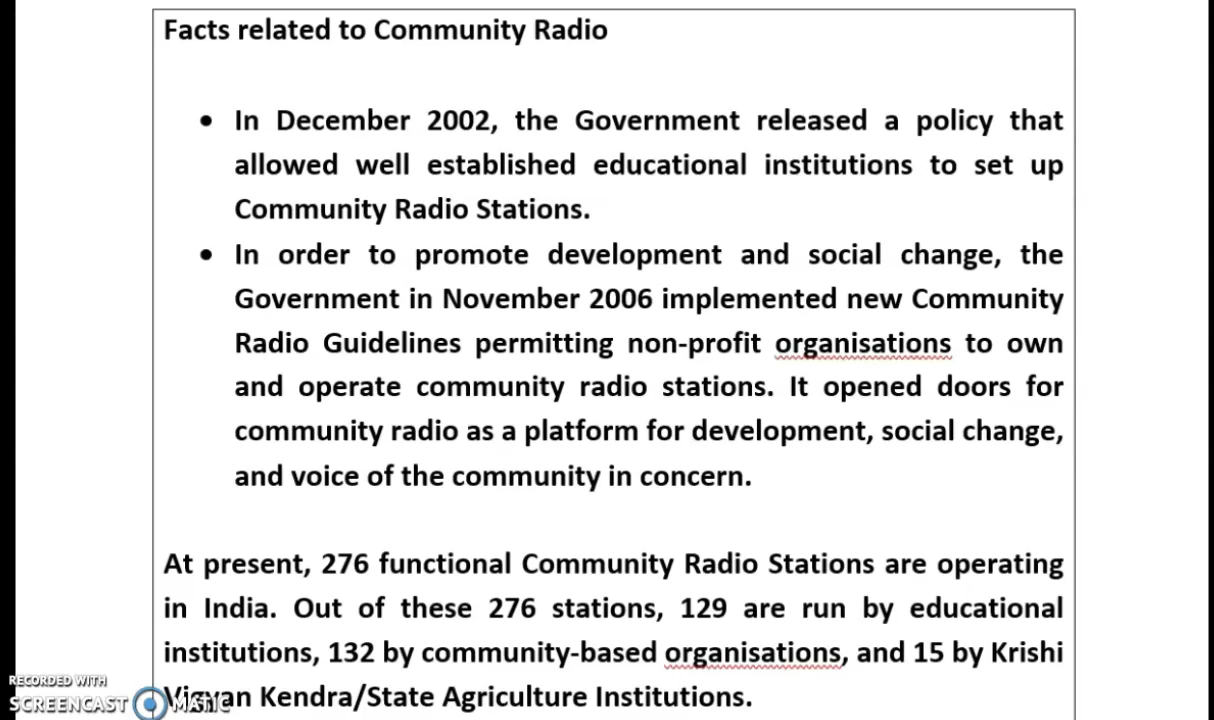 Facts related to Community Radio
• In December 2002, the Government released a policy that
allowed well established educational institutions to set up
Community Radio Stations.
• In order to promote development and social change, the
Government in November 2006 implemented new Community
Radio Guidelines permitting non-profit organisations to own
and operate community radio stations. It opened doors for
community radio as a platform for development, social change,
and voice of the community in concern.
At present, 276 functional Community Radio Stations are operating
in India. Out of these 276 stations, 129 are run by educational
institutions, 132 by community-based organisations, and 15 by Krishi
Vigyan Kendra/State Agriculture Institutions.
RECORDED WITH
SCREENCAST MATIC